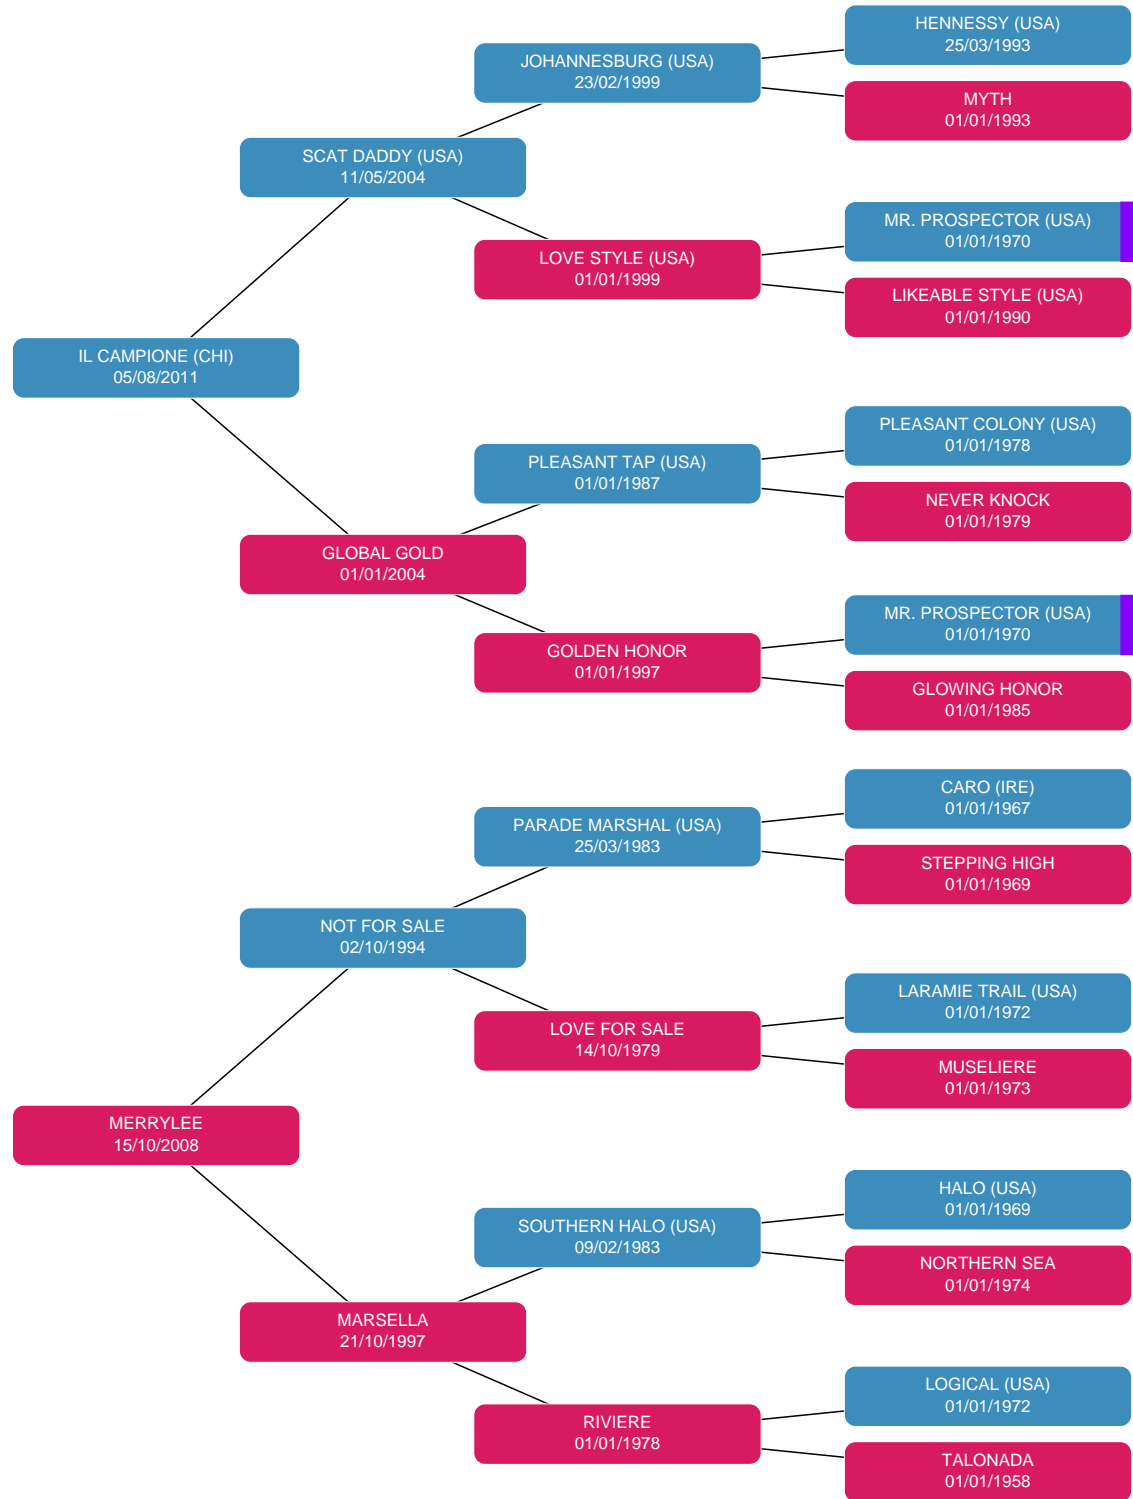 HENNESSY (USA)
25/03/1993
JOHANNESBURG (USA)
23/02/1999
MYTH
01/01/1993
SCAT DADDY (USA)
11/05/2004
MR. PROSPECTOR (USA)
01/01/1970
LOVE STYLE (USA)
01/01/1999
LIKEABLE STYLE (USA)
01/01/1990
IL CAMPIONE (CHI)
05/08/2011
PLEASANT COLONY (USA)
01/01/1978
PLEASANT TAP (USA)
01/01/1987
NEVER KNOCK
01/01/1979
GLOBAL GOLD
01/01/2004
MR. PROSPECTOR (USA)
01/01/1970
GOLDEN HONOR
01/01/1997
GLOWING HONOR
01/01/1985
CARO (IRE)
01/01/1967
PARADE MARSHAL (USA)
25/03/1983
STEPPING HIGH
01/01/1969
NOT FOR SALE
02/10/1994
LARAMIE TRAIL (USA)
01/01/1972
LOVE FOR SALE
14/10/1979
MUSELIERE
01/01/1973
MERRYLEE
15/10/2008
HALO (USA)
01/01/1969
SOUTHERN HALO (USA)
09/02/1983
NORTHERN SEA
01/01/1974
MARSELLA
21/10/1997
LOGICAL (USA)
01/01/1972
RIVIERE
01/01/1978
TALONADA
01/01/1958